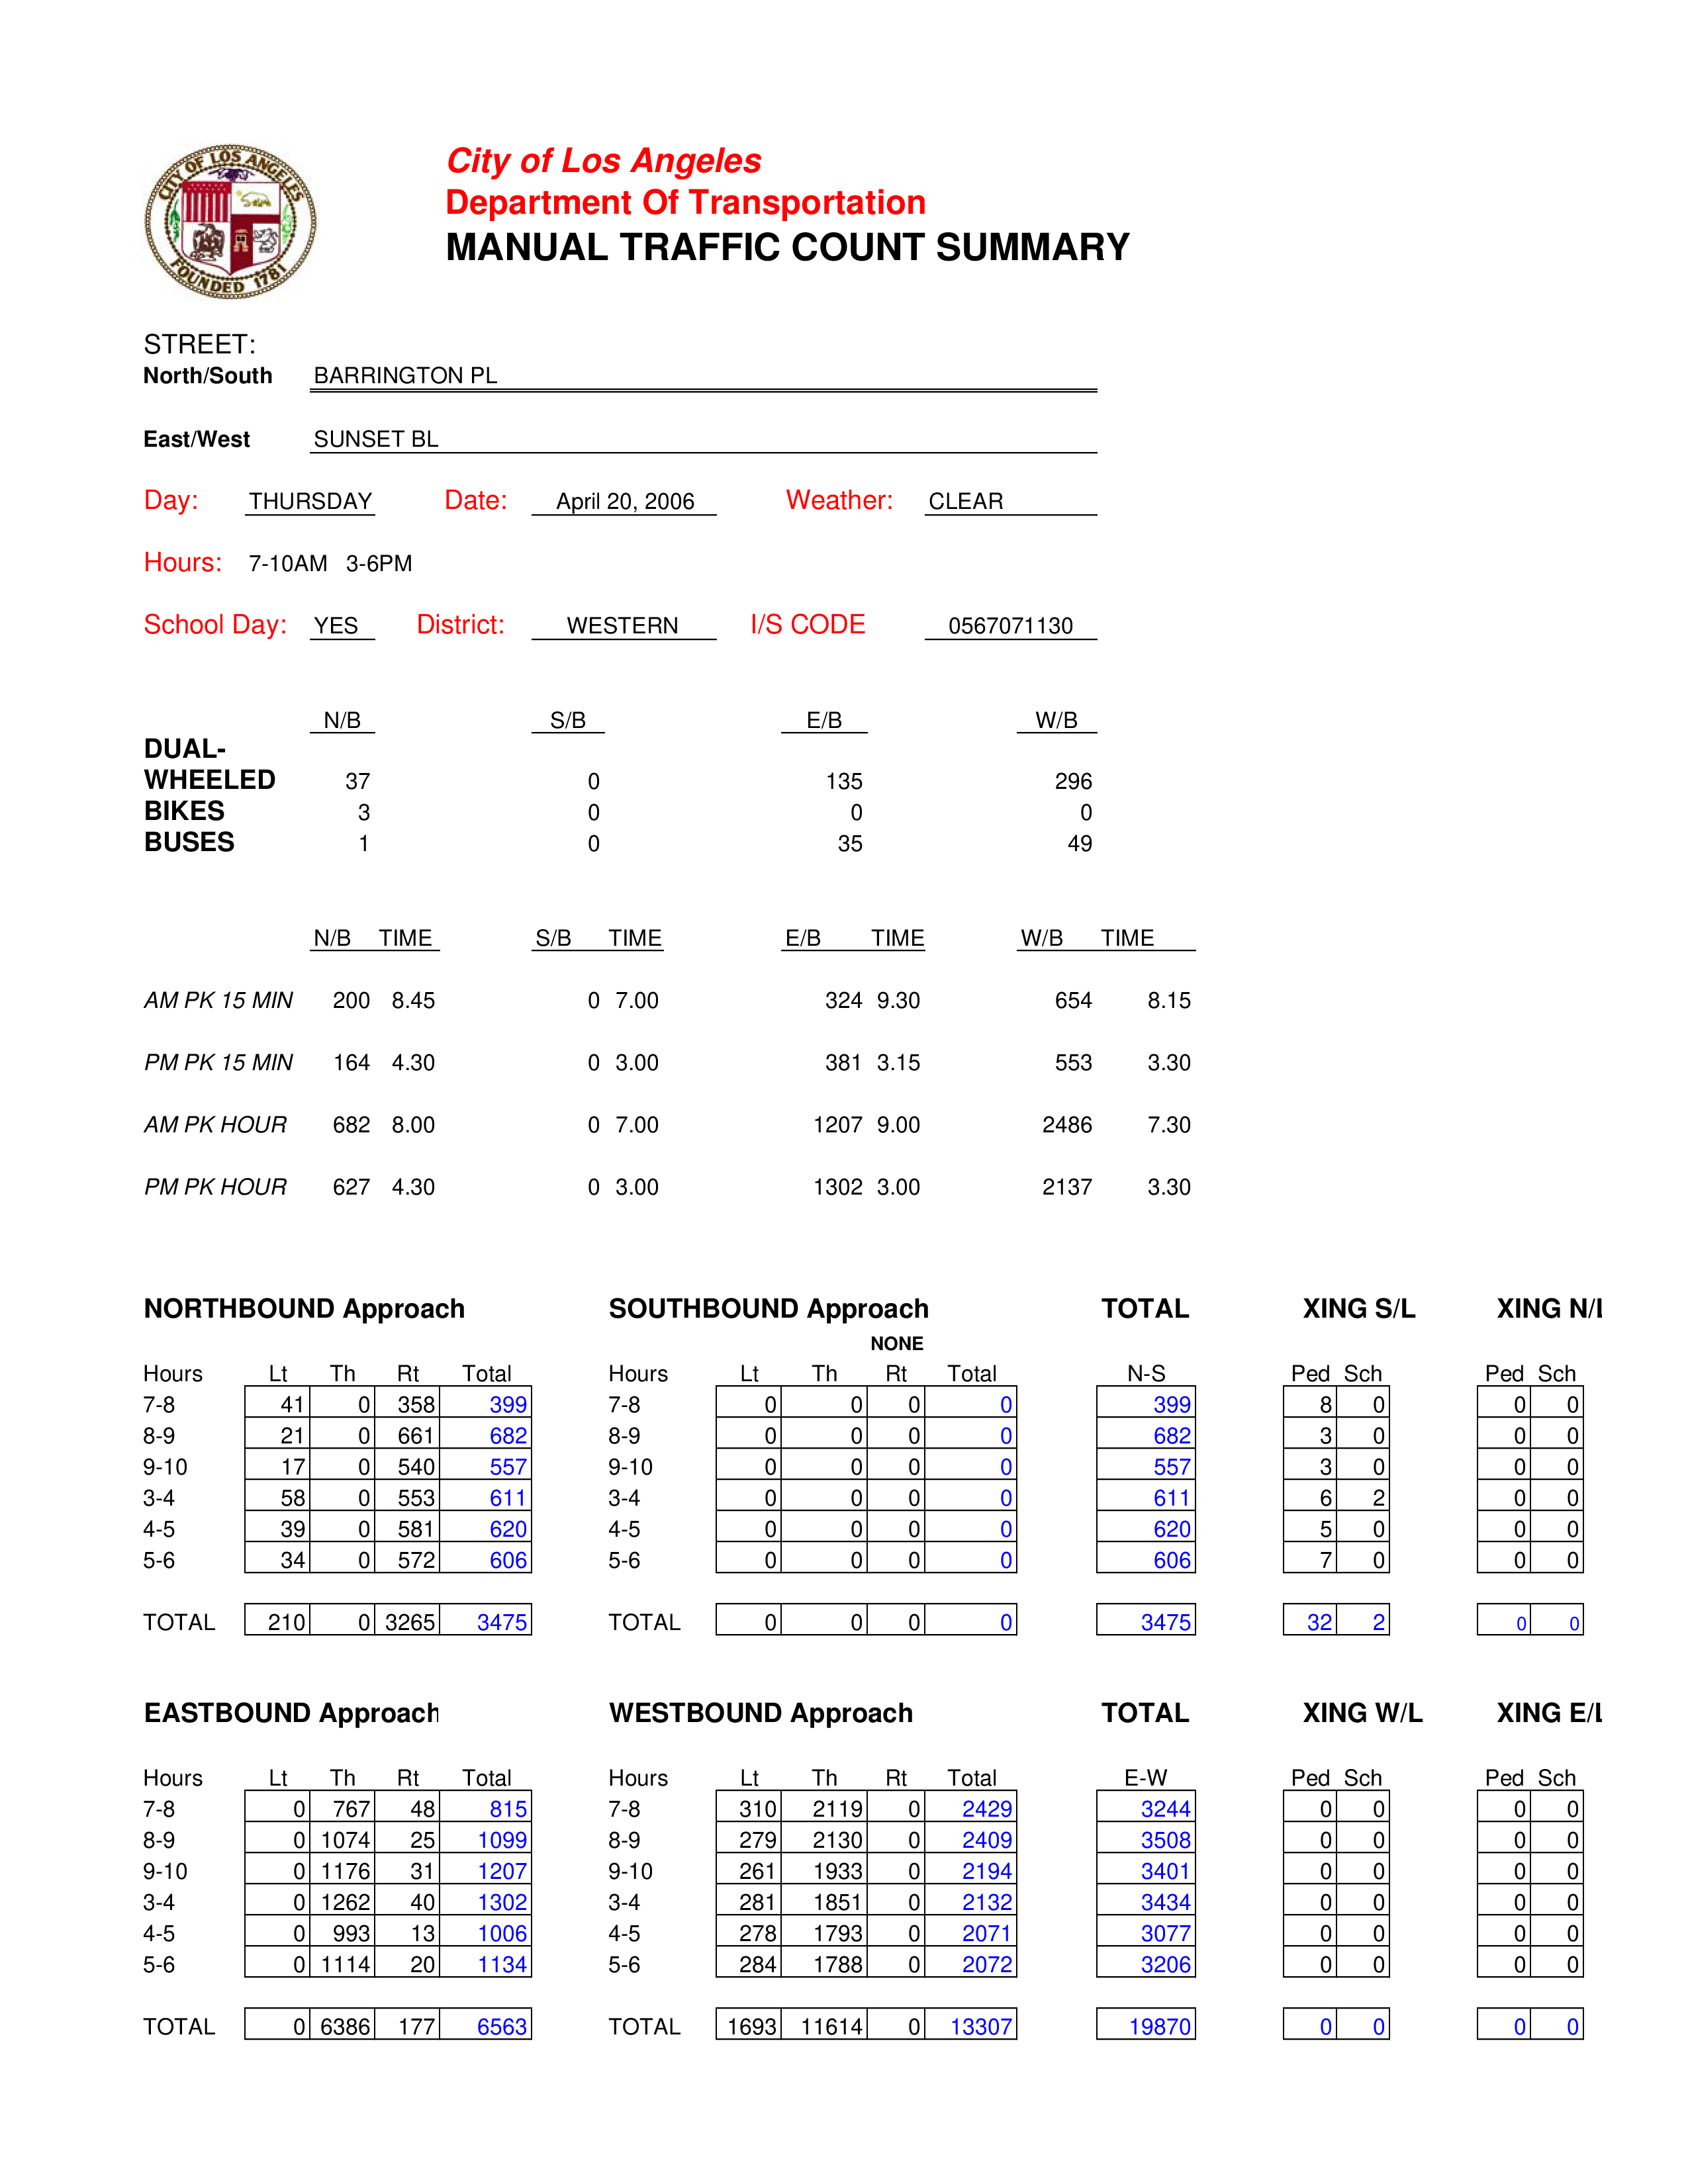 CITY OF LOS ANGELES
FOUNDED 1781
City of Los Angeles
Department Of Transportation
MANUAL TRAFFIC COUNT SUMMARY
STREET:
North/South BARRINGTON PL
East/West SUNSET BL
Day: THURSDAY Date: April 20, 2006 Weather: CLEAR
Hours: 7-10AM 3-6PM
School Day: YES District: WESTERN I/S CODE 0567071130
N/B S/B E/B W/B
DUAL-
WHEELED 37 0 135 296
BIKES 3 0 0 0
BUSES 1 0 35 49
N/B TIME S/B TIME E/B TIME W/B TIME
AM PK 15 MIN 200 8.45 0 7.00 324 9.30 654 8.15
PM PK 15 MIN 164 4.30 0 3.00 381 3.15 553 3.30
AM PK HOUR 682 8.00 0 7.00 1207 9.00 2486 7.30
PM PK HOUR 627 4.30 0 3.00 1302 3.00 2137 3.30
NORTHBOUND Approach SOUTHBOUND Approach TOTAL XING S/L XING N/L
NONE
Hours Lt Th Rt Total Hours Lt Th Rt Total N-S Ped Sch Ped Sch
7-8 41 0 358 399 7-8 0 0 0 0 399 8 0 0 0
8-9 21 0 661 682 8-9 0 0 0 0 682 3 0 0 0
9-10 17 0 540 557 9-10 0 0 0 0 557 3 0 0 0
3-4 58 0 553 611 3-4 0 0 0 0 611 6 2 0 0
4-5 39 0 581 620 4-5 0 0 0 0 620 5 0 0 0
5-6 34 0 572 606 5-6 0 0 0 0 606 7 0 0 0
TOTAL 210 0 3265 3475 TOTAL 0 0 0 0 3475 32 2 0 0
EASTBOUND Approach WESTBOUND Approach TOTAL XING W/L XING E/L
Hours Lt Th Rt Total Hours Lt Th Rt Total E-W Ped Sch Ped Sch
7-8 0 767 48 815 7-8 310 2119 0 2429 3244 0 0 0 0
8-9 0 1074 25 1099 8-9 279 2130 0 2409 3508 0 0 0 0
9-10 0 1176 31 1207 9-10 261 1933 0 2194 3401 0 0 0 0
3-4 0 1262 40 1302 3-4 281 1851 0 2132 3434 0 0 0 0
4-5 0 993 13 1006 4-5 278 1793 0 2071 3077 0 0 0 0
5-6 0 1114 20 1134 5-6 284 1788 0 2072 3206 0 0 0 0
TOTAL 0 6386 177 6563 TOTAL 1693 11614 0 13307 19870 0 0 0 0